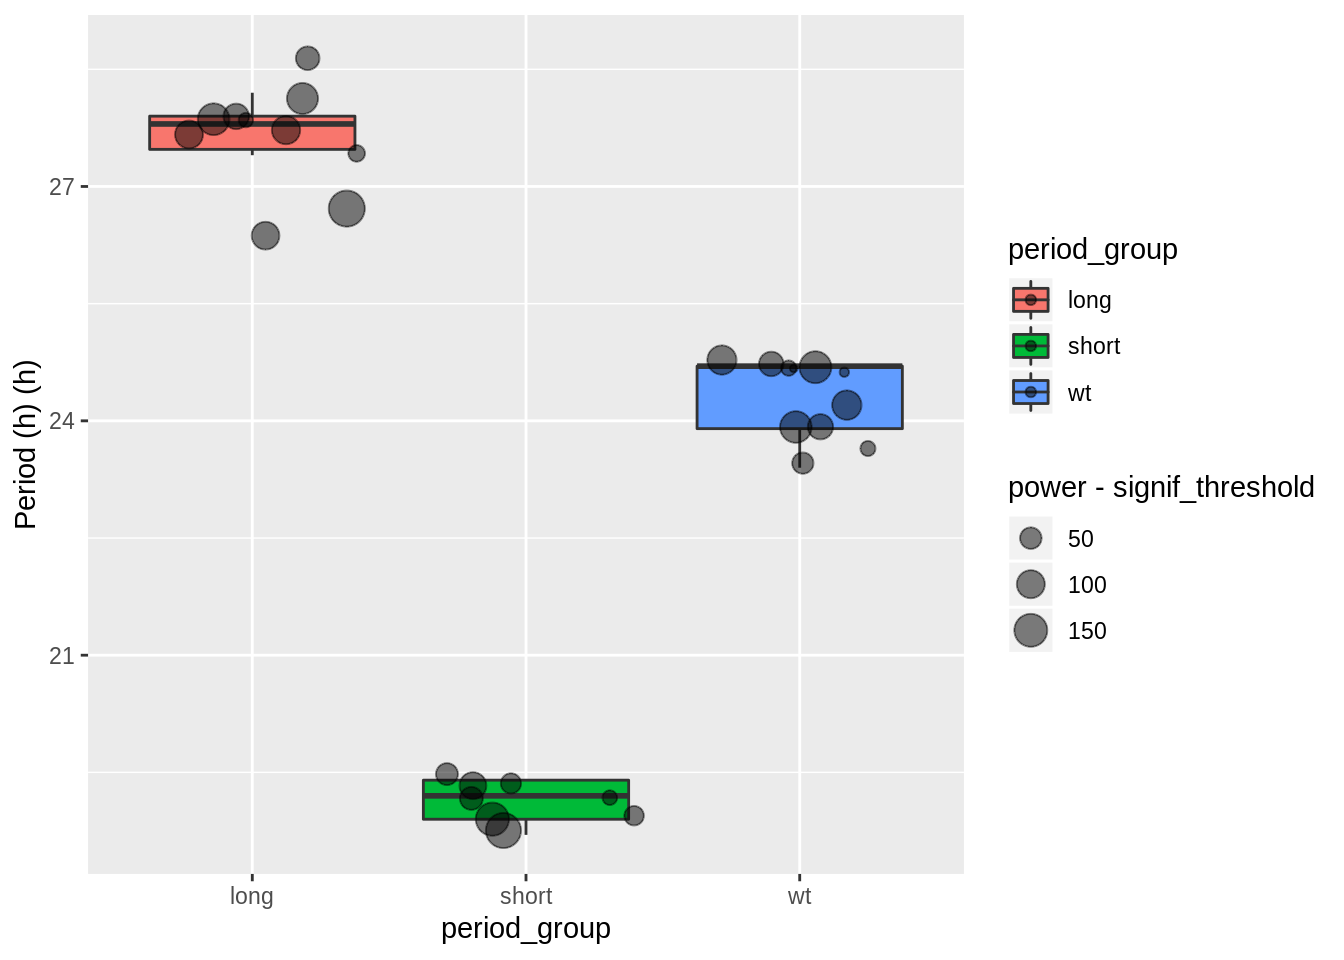 Period (h) (h)
27
24
21
long
short
wt
period_group
period_group
long
short
wt
power - signif_threshold
50
100
150